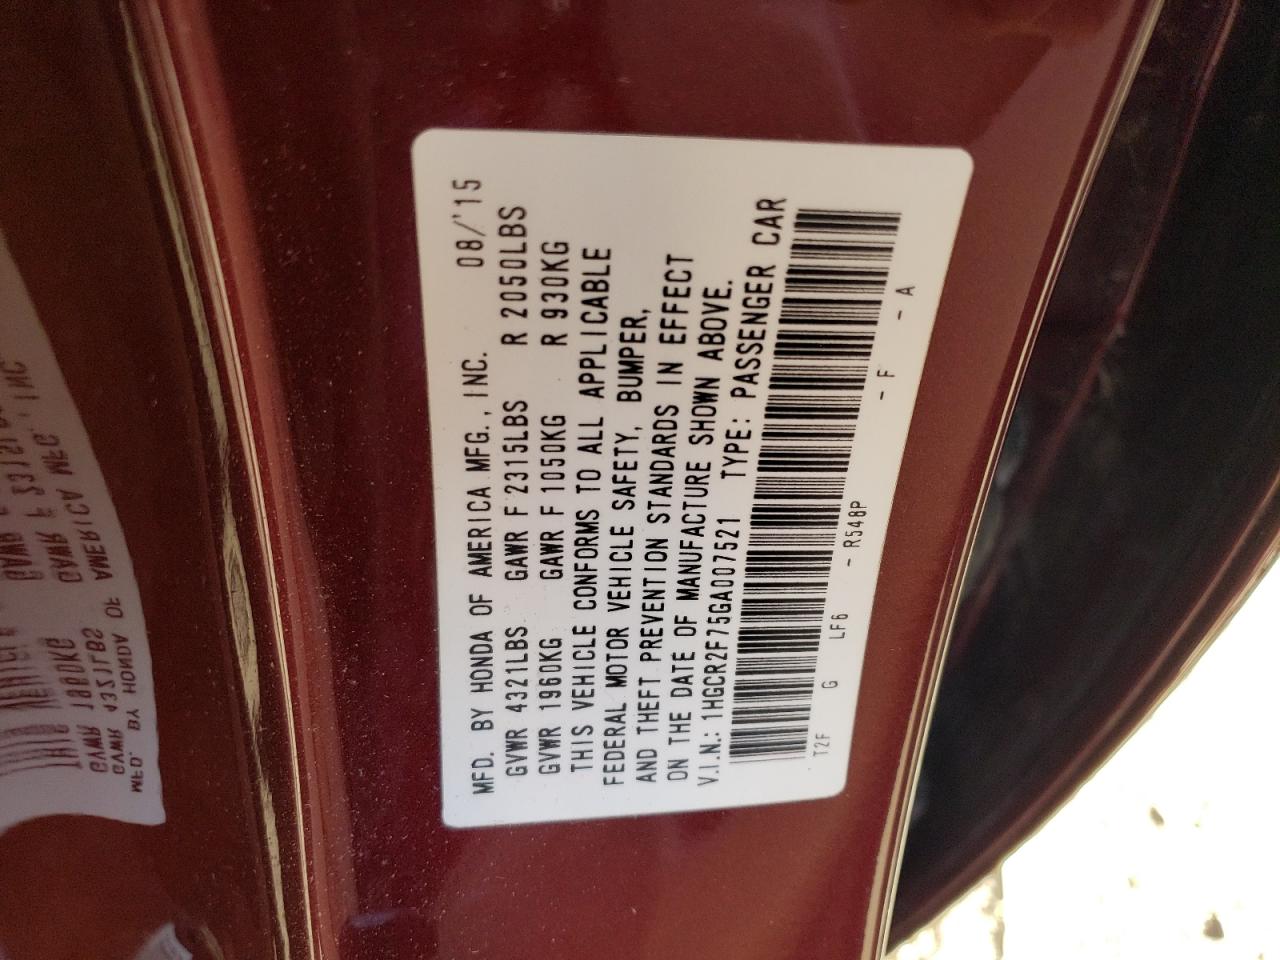 MFD. BY HONDA OF AMERICA MFG., INC. 08/'15
GVWR 4321LBS GAWR F 2315LBS R 2050LBS
GVWR 1960KG GAWR F 1050KG R 930KG
THIS VEHICLE CONFORMS TO ALL APPLICABLE
FEDERAL MOTOR VEHICLE SAFETY, BUMPER,
AND THEFT PREVENTION STANDARDS IN EFFECT
ON THE DATE OF MANUFACTURE SHOWN ABOVE.
V.I.N.: 1HGCR2F75GA007521 TYPE: PASSENGER CAR
T2F G LF6 - R548P - F - A